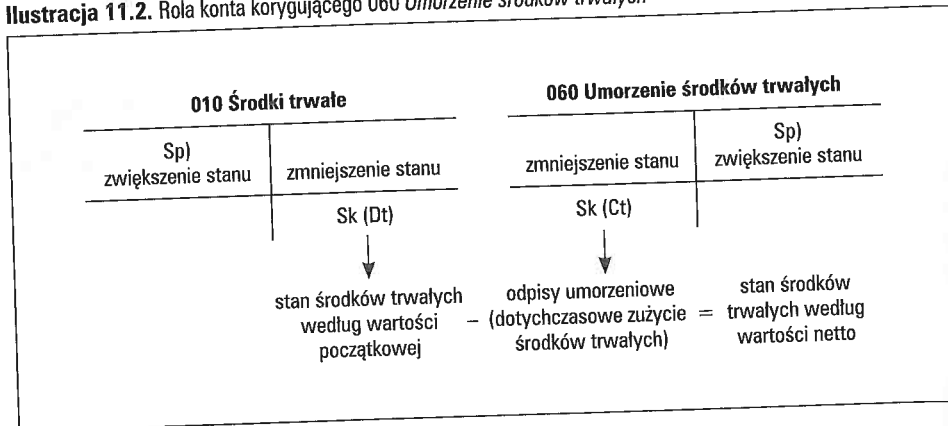 Ilustracja 11.2. Rola konta korygującego 060 Umorzenie środków trwałych
010 Środki trwałe
060 Umorzenie środków trwałych
Sp)
zwiększenie stanu
zmniejszenie stanu
Sk (Dt)
zmniejszenie stanu
Sp)
zwiększenie stanu
Sk (Ct)
stan środków trwałych
według wartości
początkowej
–
odpisy umorzeniowe
(dotychczasowe zużycie
środków trwałych)
=
stan środków
trwałych według
wartości netto